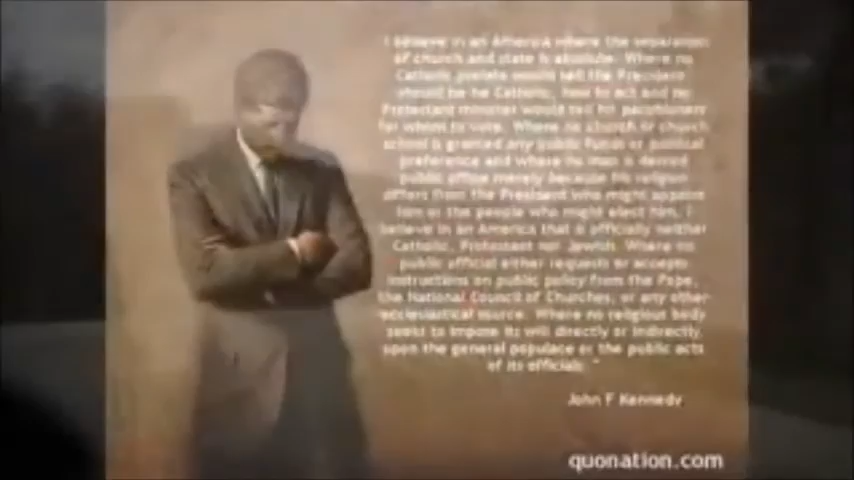 I believe in an America where the separation
of church and state is absolute. Where no
Catholic prelate would tell the President
should he be Catholic, how to act and no
Protestant minister would tell his parishioners
for whom to vote. Where no church or church
school is granted any public funds or political
preference and where no man is denied
public office merely because his religion
differs from the President who might appoint
him or the people who might elect him. I
believe in an America that is officially neither
Catholic, Protestant nor Jewish. Where no
public official either requests or accepts
instructions on public policy from the Pope,
the National Council of Churches, or any other
ecclesiastical source. Where no religious body
seeks to impose its will directly or indirectly,
upon the general populace or the public acts
of its officials. "
John F Kennedy
quonation.com